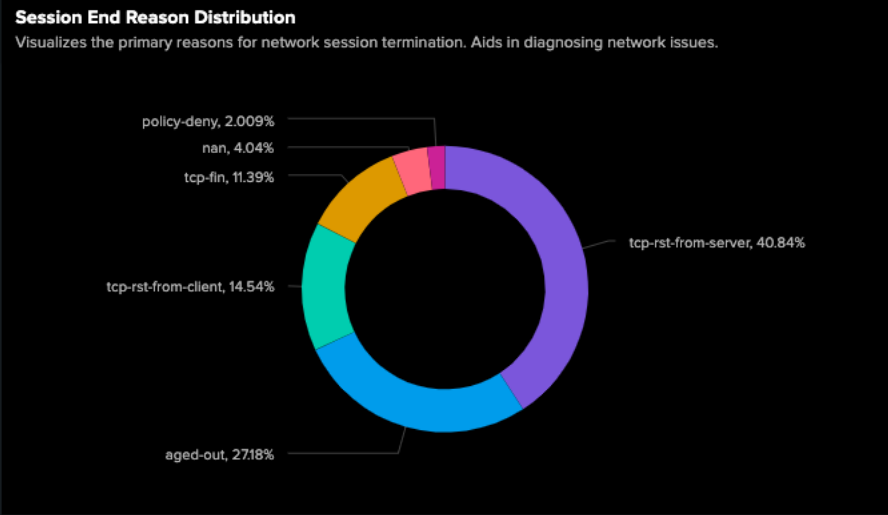 Session End Reason Distribution
Visualizes the primary reasons for network session termination. Aids in diagnosing network issues.
policy-deny, 2.009%
nan, 4.04%
tcp-fin, 11.39%
tcp-rst-from-server, 40.84%
tcp-rst-from-client, 14.54%
aged-out, 27.18%